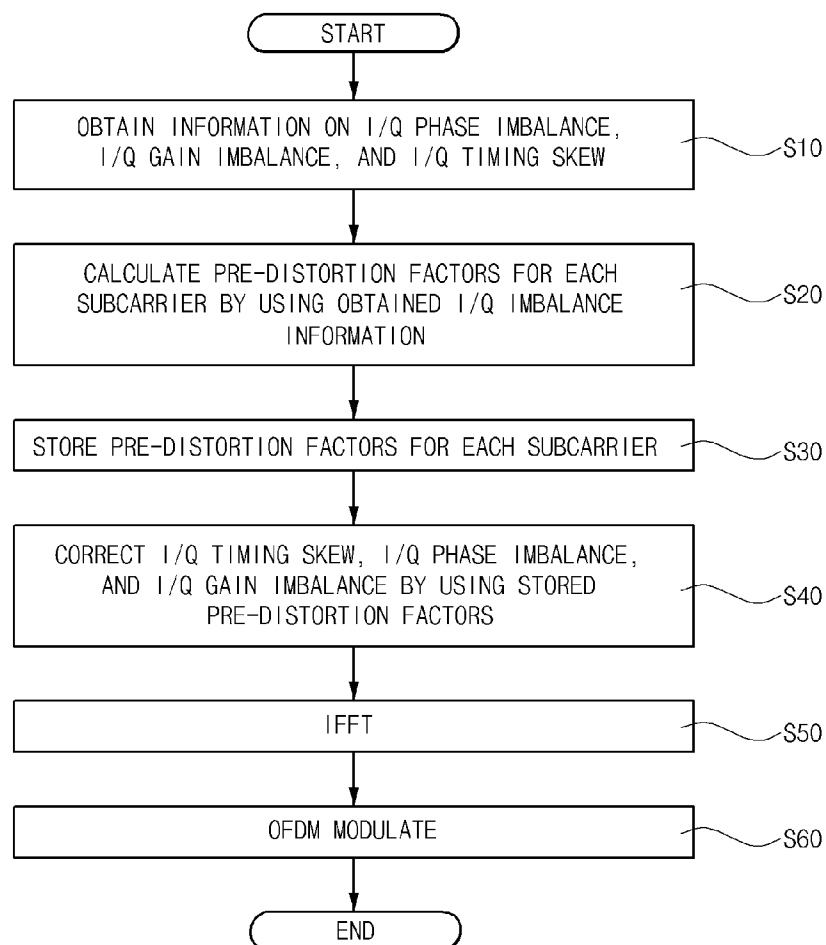 START
OBTAIN INFORMATION ON I/Q PHASE IMBALANCE,
I/Q GAIN IMBALANCE, AND I/Q TIMING SKEW
S10
CALCULATE PRE-DISTORTION FACTORS FOR EACH
SUBCARRIER BY USING OBTAINED I/Q IMBALANCE
INFORMATION
S20
STORE PRE-DISTORTION FACTORS FOR EACH SUBCARRIER
S30
CORRECT I/Q TIMING SKEW, I/Q PHASE IMBALANCE,
AND I/Q GAIN IMBALANCE BY USING STORED
PRE-DISTORTION FACTORS
S40
IFFT
S50
OFDM MODULATE
S60
END